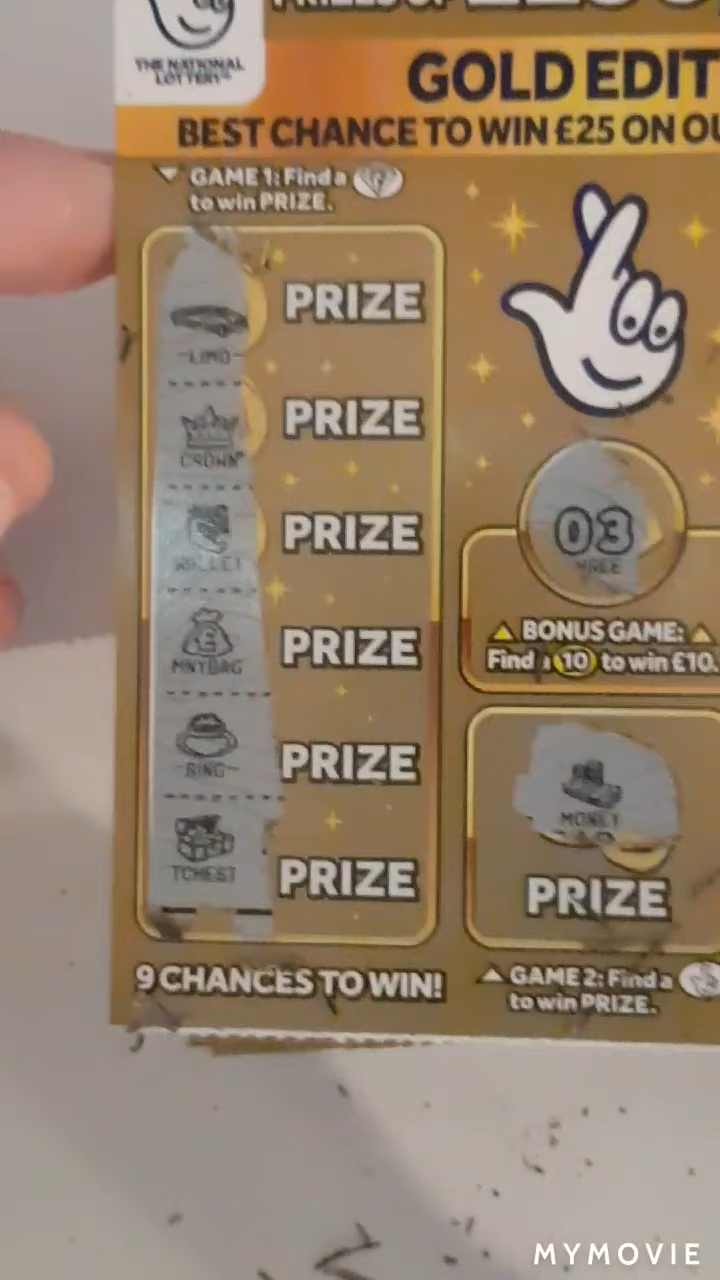 THE NATIONAL
LOTTERY®
GOLD EDIT
BEST CHANCE TO WIN £25 ON OU
GAME 1: Find a
to win PRIZE.
LIMO
PRIZE
CROWN
PRIZE
WALLET
PRIZE
MNYBAG
PRIZE
RING
PRIZE
TCHEST
PRIZE
03
BONUS GAME:
Find a 10 to win £10.
MONEY
PRIZE
9 CHANCES TO WIN!
GAME 2: Find a
to win PRIZE.
MYMOVIE